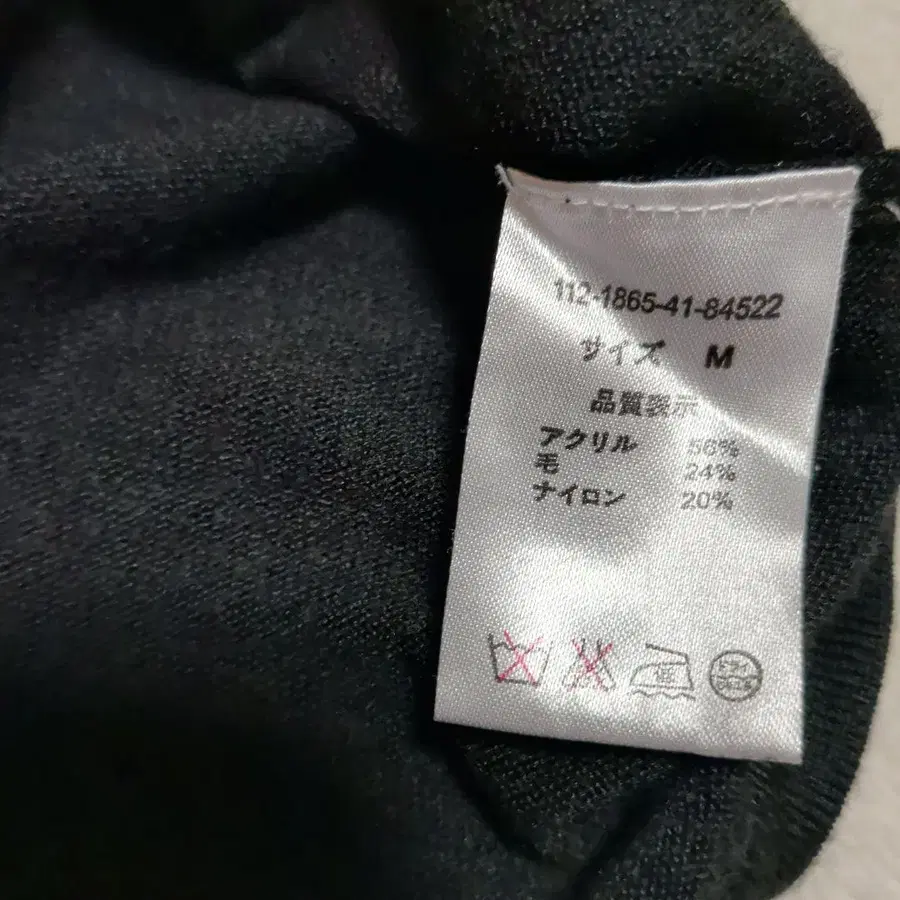 112-1865-41-84522
サイズ M
品質表示
アクリル 56%
毛 24%
ナイロン 20%